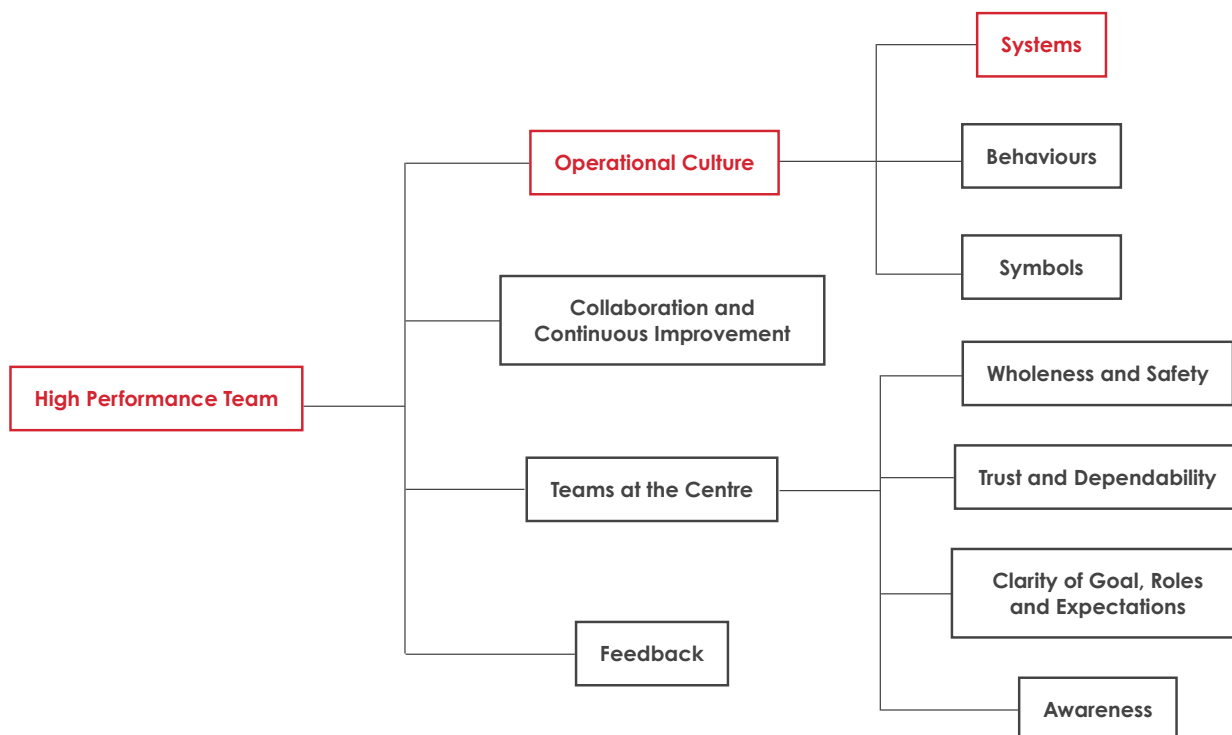 High Performance Team
Operational Culture
Collaboration and
Continuous Improvement
Teams at the Centre
Feedback
Systems
Behaviours
Symbols
Wholeness and Safety
Trust and Dependability
Clarity of Goal, Roles
and Expectations
Awareness